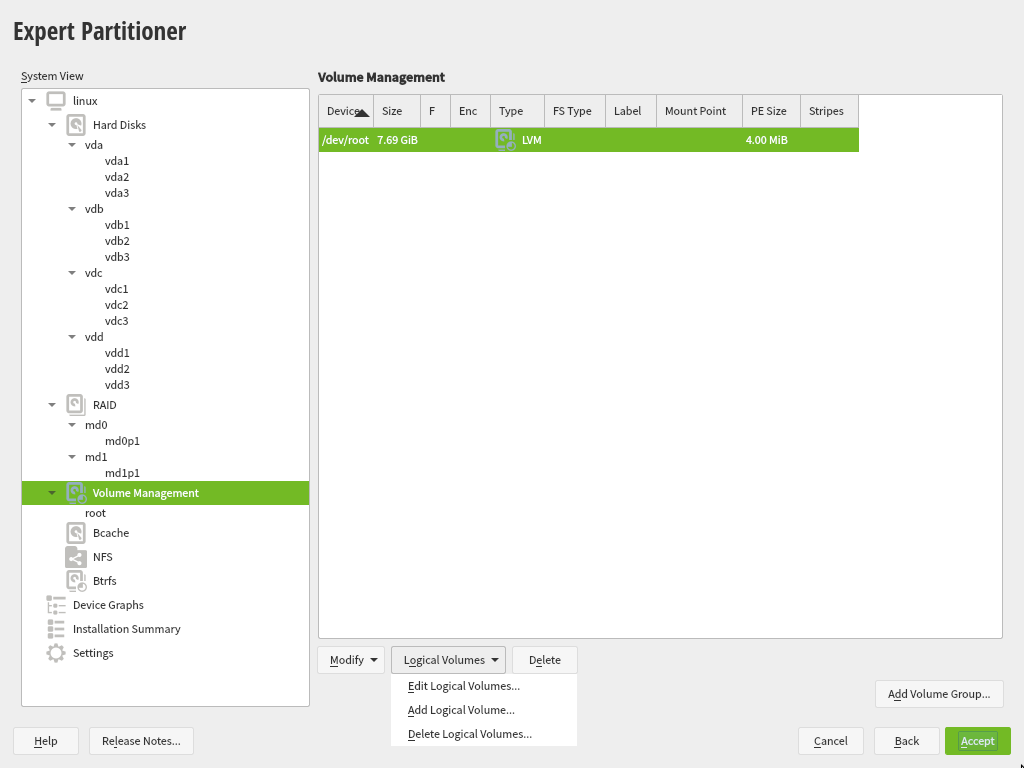 Expert Partitioner
System View
linux
Hard Disks
vda
vda1
vda2
vda3
vdb
vdb1
vdb2
vdb3
vdc
vdc1
vdc2
vdc3
vdd
vdd1
vdd2
vdd3
RAID
md0
md0p1
md1
md1p1
Volume Management
root
Bcache
NFS
Btrfs
Device Graphs
Installation Summary
Settings
Volume Management
Device Size F Enc Type FS Type Label Mount Point PE Size Stripes
/dev/root 7.69 GiB LVM 4.00 MiB
Modify Logical Volumes Delete
Edit Logical Volumes...
Add Logical Volume...
Delete Logical Volumes...
Add Volume Group...
Help Release Notes... Cancel Back Accept